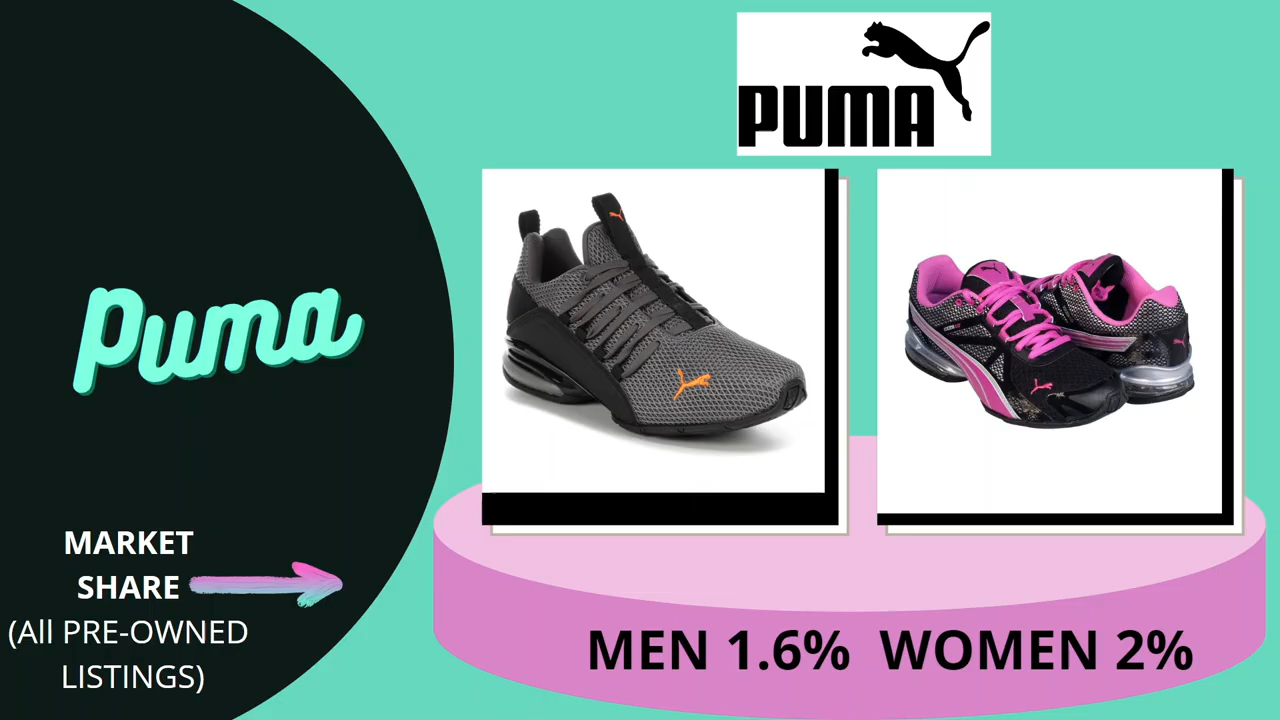 PUMA
Puma
MARKET
SHARE
(All PRE-OWNED
LISTINGS)
MEN 1.6% WOMEN 2%